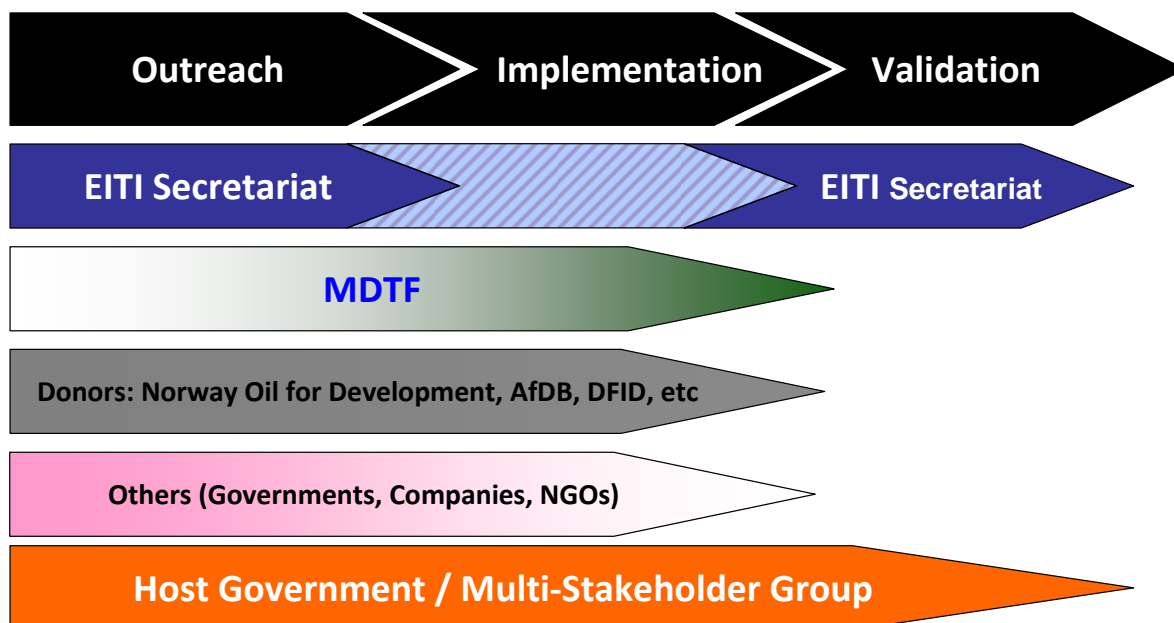 Outreach Implementation Validation
EITI Secretariat EITI Secretariat
MDTF
Donors: Norway Oil for Development, AfDB, DFID, etc
Others (Governments, Companies, NGOs)
Host Government / Multi-Stakeholder Group